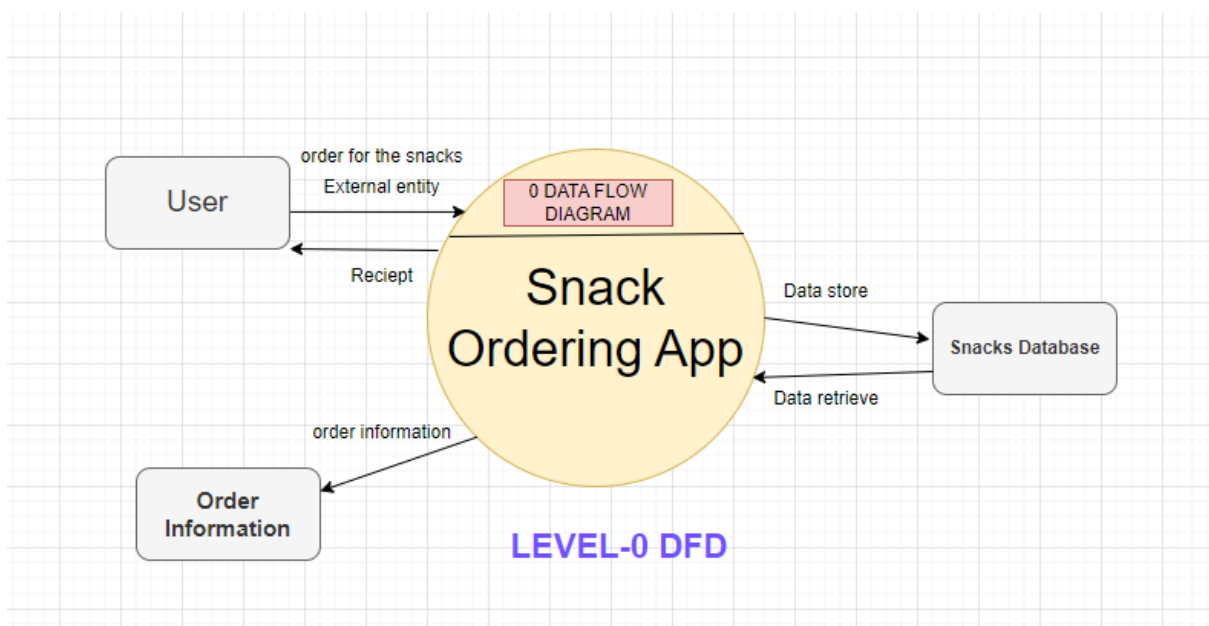 order for the snacks
External entity
User
0 DATA FLOW
DIAGRAM
Reciept
Snack
Ordering App
Data store
Snacks Database
Data retrieve
order information
Order
Information
LEVEL-0 DFD